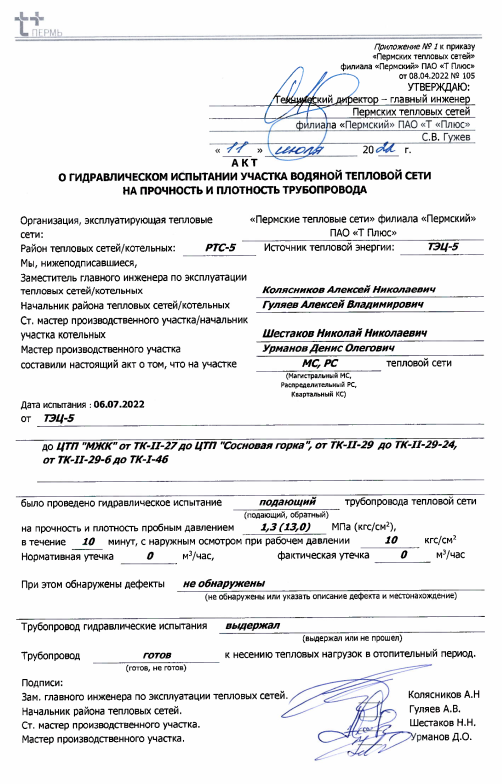 ПЕРМЬ
Приложение № 1 к приказу
«Пермских тепловых сетей»
филиала «Пермский» ПАО «Т Плюс»
от 08.04.2022 № 105
УТВЕРЖДАЮ:
Технический директор – главный инженер
Пермских тепловых сетей
филиала «Пермский» ПАО «Т «Плюс»
С.В. Гужев
« 11 » июля 2022 г.
АКТ
О ГИДРАВЛИЧЕСКОМ ИСПЫТАНИИ УЧАСТКА ВОДЯНОЙ ТЕПЛОВОЙ СЕТИ
НА ПРОЧНОСТЬ И ПЛОТНОСТЬ ТРУБОПРОВОДА
Организация, эксплуатирующая тепловые сети: «Пермские тепловые сети» филиала «Пермский» ПАО «Т Плюс»
Район тепловых сетей/котельных: РТС-5 Источник тепловой энергии: ТЭЦ-5
Мы, нижеподписавшиеся,
Заместитель главного инженера по эксплуатации
тепловых сетей/котельных Колясников Алексей Николаевич
Начальник района тепловых сетей/котельных Гуляев Алексей Владимирович
Ст. мастер производственного участка/начальник
участка котельных Шестаков Николай Николаевич
Мастер производственного участка Урманов Денис Олегович
составили настоящий акт о том, что на участке МС, РС тепловой сети
(Магистральный МС,
Распределительный РС,
Квартальный КС)
Дата испытания : 06.07.2022
от ТЭЦ-5
до ЦТП "МЖК" от ТК-II-27 до ЦТП "Сосновая горка", от ТК-II-29 до ТК-II-29-24,
от ТК-II-29-6 до ТК-I-46
было проведено гидравлическое испытание подающий трубопровода тепловой сети
(подающий, обратный)
на прочность и плотность пробным давлением 1,3 (13,0) МПа (кгс/см²),
в течение 10 минут, с наружным осмотром при рабочем давлении 10 кгс/см²
Нормативная утечка 0 м³/час, фактическая утечка 0 м³/час
При этом обнаружены дефекты не обнаружены
(не обнаружены или указать описание дефекта и местонахождение)
Трубопровод гидравлические испытания выдержал
(выдержал или не прошел)
Трубопровод готов к несению тепловых нагрузок в отопительный период.
(готов, не готов)
Подписи:
Зам. главного инженера по эксплуатации тепловых сетей. Колясников А.Н
Начальник района тепловых сетей. Гуляев А.В.
Ст. мастер производственного участка. Шестаков Н.Н.
Мастер производственного участка. Урманов Д.О.